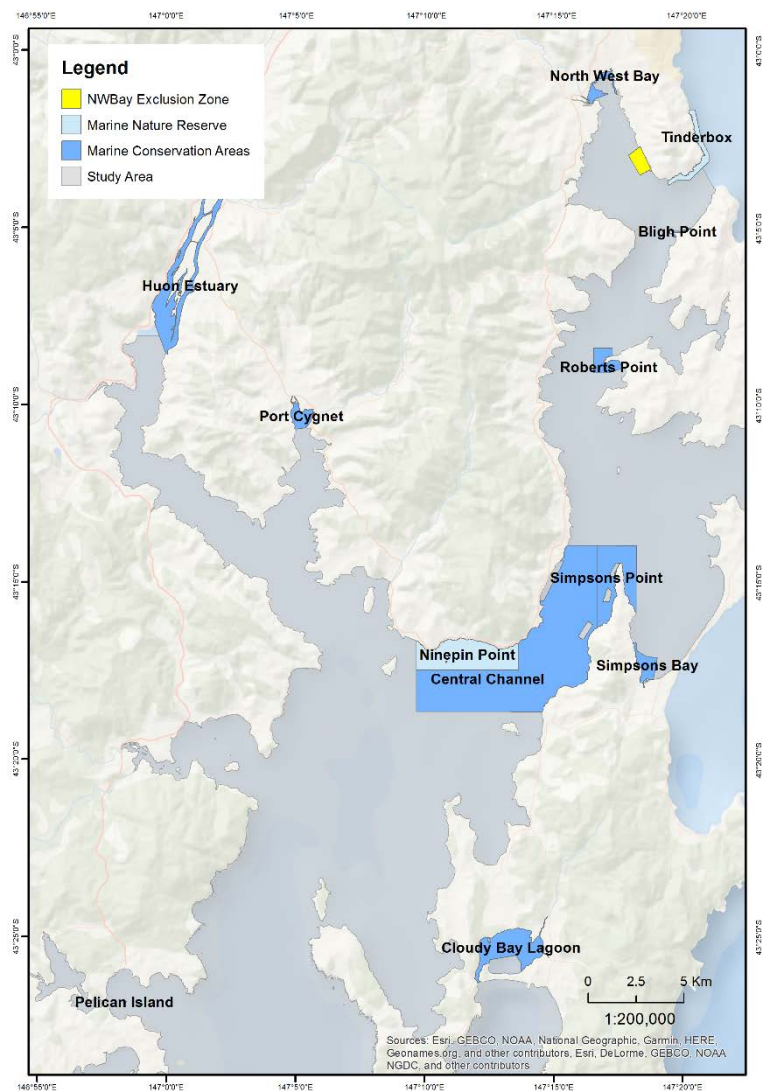 146°55'0"E 147°0'0"E 147°5'0"E 147°10'0"E 147°15'0"E 147°20'0"E
43°0'0"S
43°0'0"S
Legend
NWBay Exclusion Zone
Marine Nature Reserve
Marine Conservation Areas
Study Area
North West Bay
Tinderbox
43°5'0"S
43°5'0"S
Bligh Point
Huon Estuary
Roberts Point
43°10'0"S
43°10'0"S
Port Cygnet
43°15'0"S
43°15'0"S
Simpsons Point
Ninepin Point
Simpsons Bay
Central Channel
43°20'0"S
43°20'0"S
43°25'0"S
43°25'0"S
Cloudy Bay Lagoon
Pelican Island
0 2.5 5 Km
1:200,000
Sources: Esri, GEBCO, NOAA, National Geographic, Garmin, HERE,
Geonames.org, and other contributors, Esri, DeLorme, GEBCO, NOAA
NGDC, and other contributors
146°55'0"E 147°0'0"E 147°5'0"E 147°10'0"E 147°15'0"E 147°20'0"E